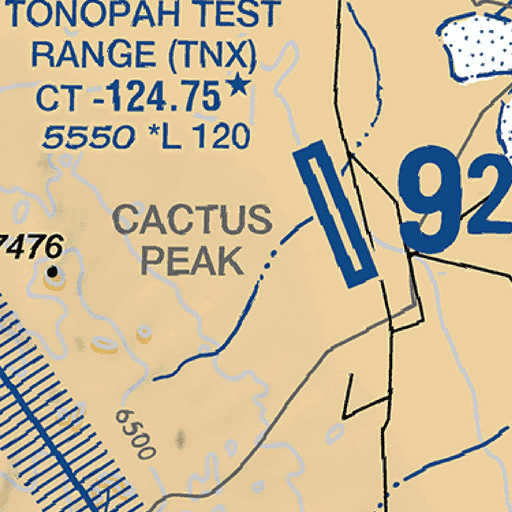 TONOPAH TEST
RANGE (TNX)
CT -124.75★
5550 *L 120
92
CACTUS
PEAK
7476
6500